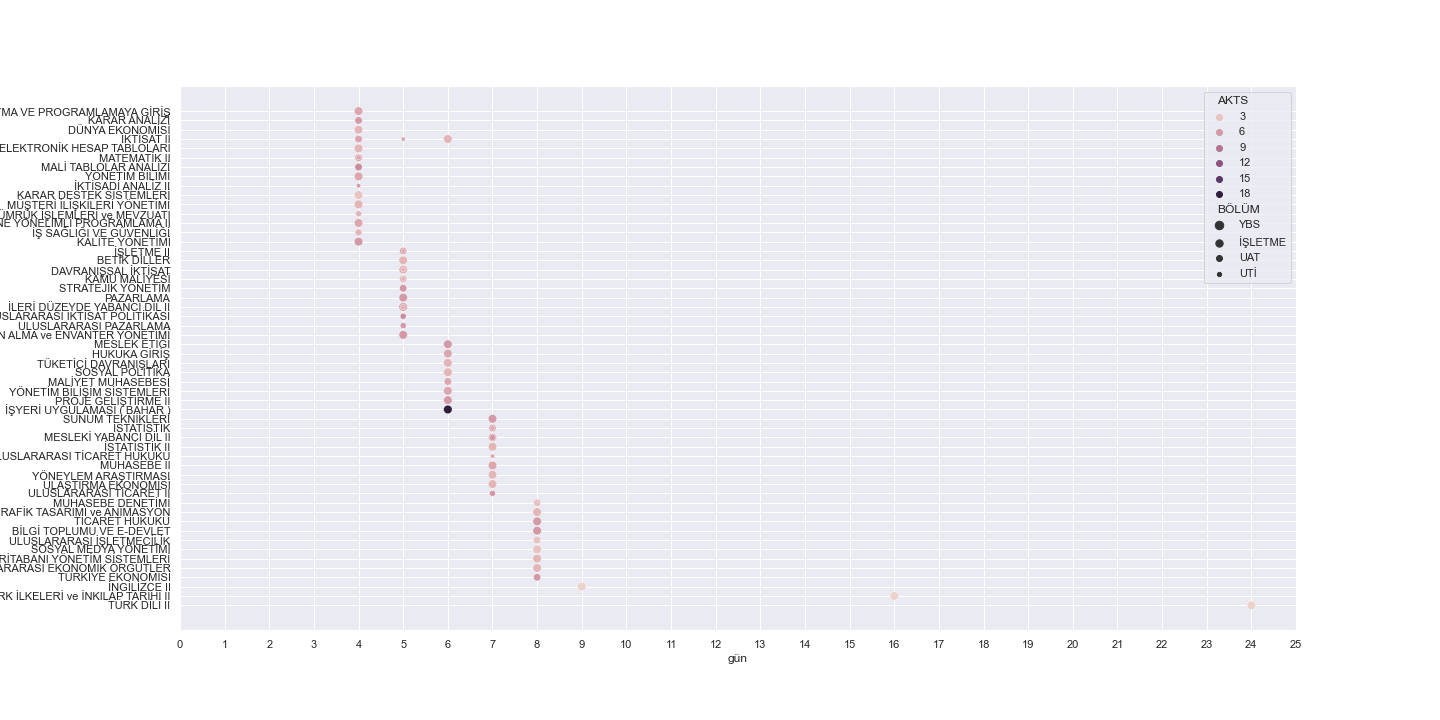 TMA VE PROGRAMLAMAYA GİRİŞ
KARAR ANALİZİ
DÜNYA EKONOMİSİ
İKTİSAT II
ELEKTRONİK HESAP TABLOLARI
MATEMATİK II
MALİ TABLOLAR ANALİZİ
YÖNETİM BİLİMİ
İKTİSADİ ANALİZ II
KARAR DESTEK SİSTEMLERİ
MÜŞTERİ İLİŞKİLERİ YÖNETİMİ
ÜMRÜK İŞLEMLERİ ve MEVZUATI
NE YÖNELİMLİ PROGRAMLAMA II
İŞ SAĞLIĞI VE GÜVENLİĞİ
KALİTE YÖNETİMİ
İŞLETME II
BETİK DİLLER
DAVRANIŞSAL İKTİSAT
KAMU MALİYESİ
STRATEJİK YÖNETİM
PAZARLAMA
İLERİ DÜZEYDE YABANCI DİL II
USLARARASI İKTİSAT POLİTİKASI
ULUSLARARASI PAZARLAMA
N ALMA ve ENVANTER YÖNETİMİ
MESLEK ETİĞİ
HUKUKA GİRİŞ
TÜKETİCİ DAVRANIŞLARI
SOSYAL POLİTİKA
MALİYET MUHASEBESİ
YÖNETİM BİLİŞİM SİSTEMLERİ
PROJE GELİŞTİRME II
İŞYERİ UYGULAMASI ( BAHAR )
SUNUM TEKNİKLERİ
İSTATİSTİK
MESLEKİ YABANCI DİL II
İSTATİSTİK II
LUSLARARASI TİCARET HUKUKU
MUHASEBE II
YÖNEYLEM ARAŞTIRMASI
ULAŞTIRMA EKONOMİSİ
ULUSLARARASI TİCARET II
MUHASEBE DENETİMİ
RAFİK TASARIMI ve ANİMASYON
TİCARET HUKUKU
BİLGİ TOPLUMU VE E-DEVLET
ULUSLARARASI İŞLETMECİLİK
SOSYAL MEDYA YÖNETİMİ
RİTABANI YÖNETİM SİSTEMLERİ
ARARASI EKONOMİK ÖRGÜTLER
TÜRKİYE EKONOMİSİ
İNGİLİZCE II
RK İLKELERİ ve İNKILAP TARİHİ II
TÜRK DİLİ II
0 1 2 3 4 5 6 7 8 9 10 11 12 13 14 15 16 17 18 19 20 21 22 23 24 25
gün
AKTS
3
6
9
12
15
18
BÖLÜM
YBS
İŞLETME
UAT
UTİ